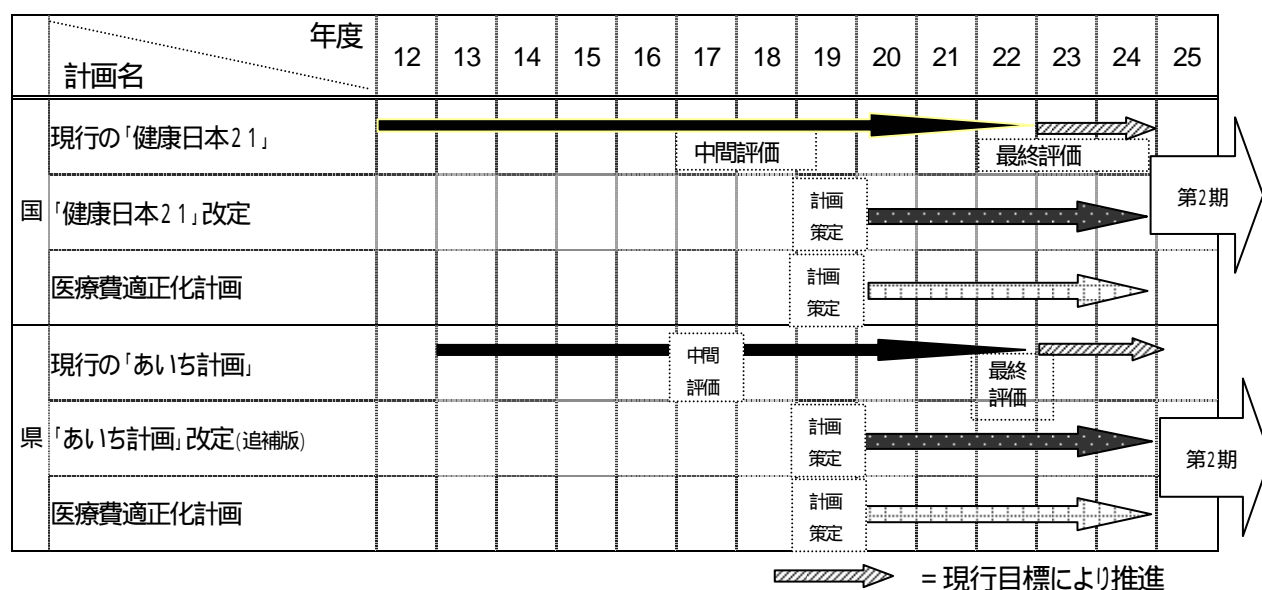 年度
計画名
12 13 14 15 16 17 18 19 20 21 22 23 24 25
国
現行の「健康日本21」
中間評価
最終評価
「健康日本21」改定
計画
策定
医療費適正化計画
計画
策定
第2期
県
現行の「あいち計画」
中間
評価
最終
評価
「あいち計画」改定(追補版)
計画
策定
医療費適正化計画
計画
策定
第2期
=現行目標により推進